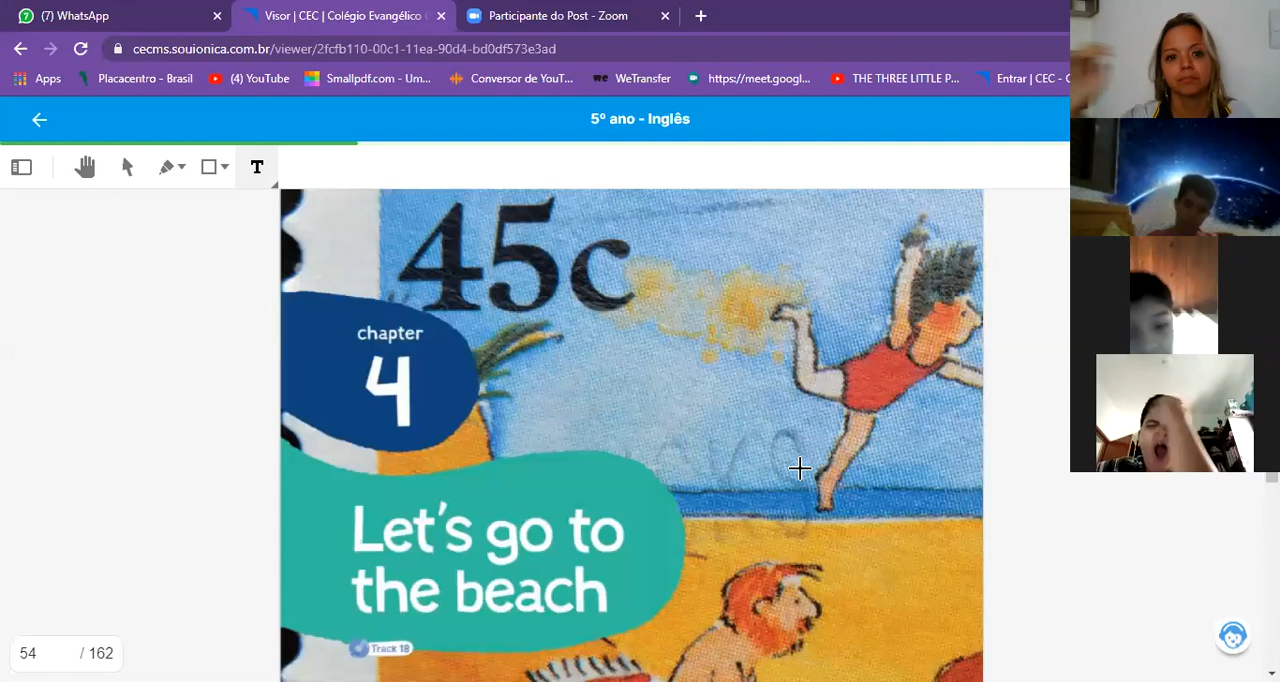 (7) WhatsApp
Visor | CEC | Colégio Evangélico
Participante do Post - Zoom
cecms.souionica.com.br/viewer/2fcfb110-00c1-11ea-90d4-bd0df573e3ad
Apps
Placacentro - Brasil
(4) YouTube
Smallpdf.com - Um...
Conversor de YouT...
WeTransfer
https://meet.googl...
THE THREE LITTLE P...
Entrar | CEC -
5º ano - Inglês
T
45c
chapter
4
Let's go to
the beach
Track 18
54 / 162